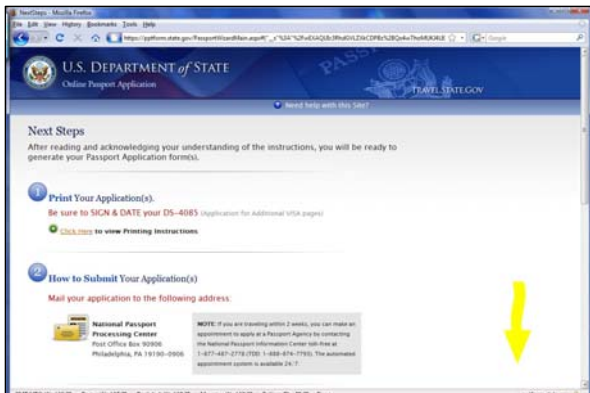 NextSteps - Mozilla Firefox
File Edit View History Bookmarks Tools Help
Google
U.S. DEPARTMENT of STATE
Online Passport Application
PASSPORT
TRAVEL.STATE.GOV
Need help with this Site?
Next Steps
After reading and acknowledging your understanding of the instructions, you will be ready to
generate your Passport Application form(s).
1
Print Your Application(s).
Be sure to SIGN & DATE your DS-4085 (Application for Additional VISA pages)
Click Here to view Printing Instructions
2
How to Submit Your Application(s)
Mail your application to the following address:
National Passport
Processing Center
Post Office Box 90906
Philadelphia, PA 19190-0906
NOTE: If you are traveling within 2 weeks, you can make an
appointment to apply at a Passport Agency by contacting
the National Passport Information Center toll-free at
1-877-487-2778 (TDD: 1-888-874-7793). The automated
appointment system is available 24/7.